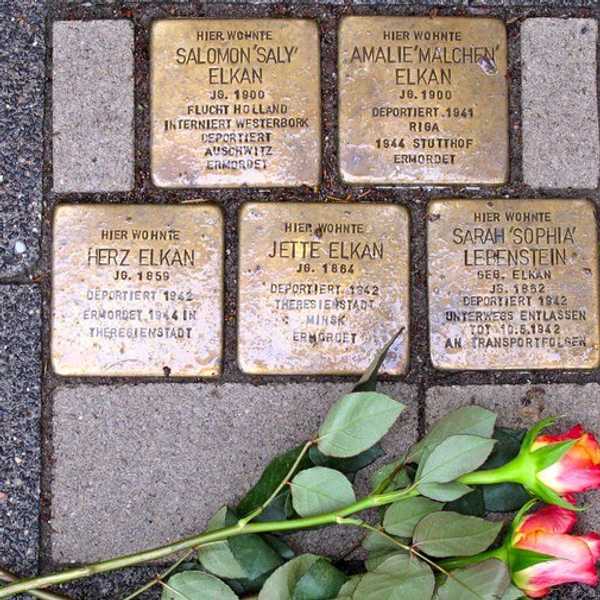 HIER WOHNTE
SALOMON 'SALY'
ELKAN
JG. 1900
FLUCHT HOLLAND
INTERNIERT WESTERBORK
DEPORTIERT
AUSCHWITZ
ERMORDET
HIER WOHNTE
AMALIE 'MALCHEN'
ELKAN
JG. 1900
DEPORTIERT 1941
RIGA
1944 STUTTHOF
ERMORDET
HIER WOHNTE
HERZ ELKAN
JG. 1859
DEPORTIERT 1942
ERMORDET 1944 IN
THERESIENSTADT
HIER WOHNTE
JETTE ELKAN
JG. 1864
DEPORTIERT 1942
THERESIENSTADT
MINSK
ERMORDET
HIER WOHNTE
SARAH 'SOPHIA'
LEBENSTEIN
GEB. ELKAN
JG. 1862
DEPORTIERT 1942
UNTERWEGS ENTLASSEN
TOT 10.5.1942
AN TRANSPORTFOLGEN